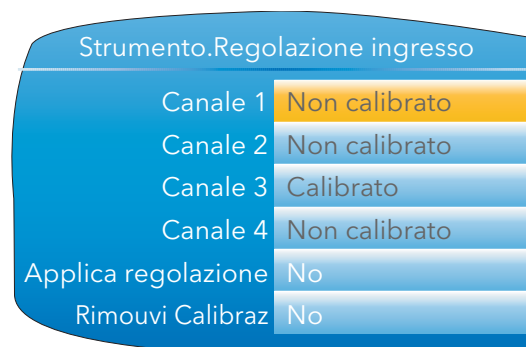 Strumento.Regolazione ingresso
Canale 1 Non calibrato
Canale 2 Non calibrato
Canale 3 Calibrato
Canale 4 Non calibrato
Applica regolazione No
Rimouvi Calibraz No